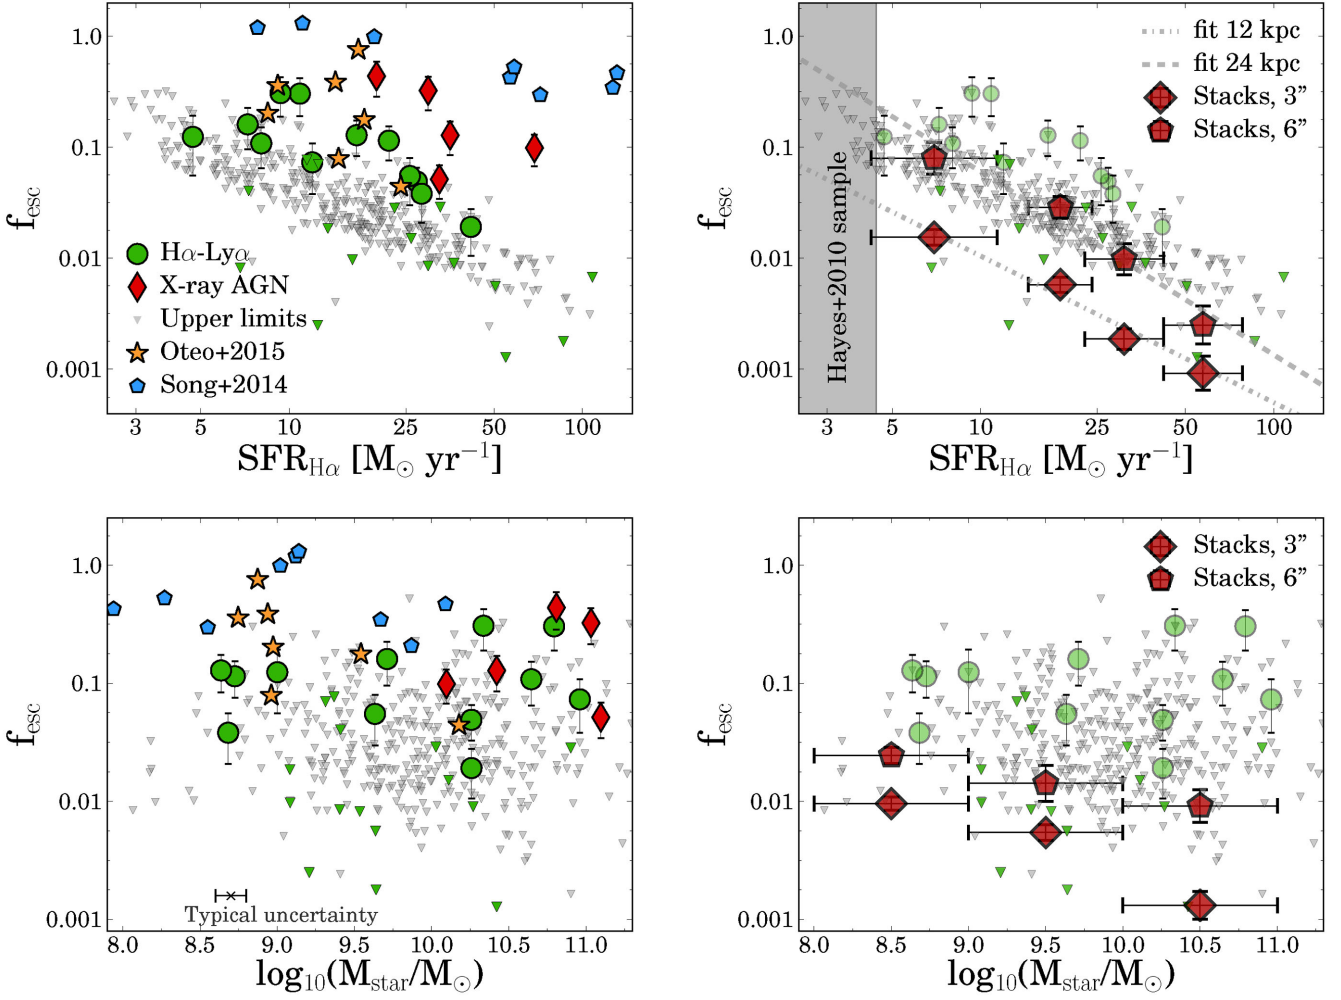 1.0
0.1
0.01
0.001
f_esc
Hα-Lyα
X-ray AGN
Upper limits
Oteo+2015
Song+2014
3 5 10 25 50 100
SFR_Hα [M_⊙ yr⁻¹]
1.0
0.1
0.01
0.001
f_esc
Hayes+2010 sample
fit 12 kpc
fit 24 kpc
Stacks, 3”
Stacks, 6”
3 5 10 25 50 100
SFR_Hα [M_⊙ yr⁻¹]
1.0
0.1
0.01
0.001
f_esc
Typical uncertainty
8.0 8.5 9.0 9.5 10.0 10.5 11.0
log₁₀(M_star/M_⊙)
1.0
0.1
0.01
0.001
f_esc
Stacks, 3”
Stacks, 6”
8.0 8.5 9.0 9.5 10.0 10.5 11.0
log₁₀(M_star/M_⊙)